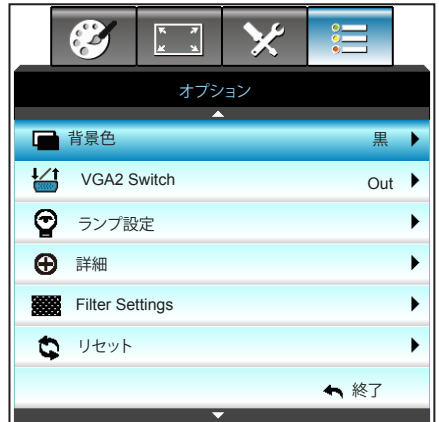 オプション
背景色 黒
VGA2 Switch Out
ランプ設定
詳細
Filter Settings
リセット
終了